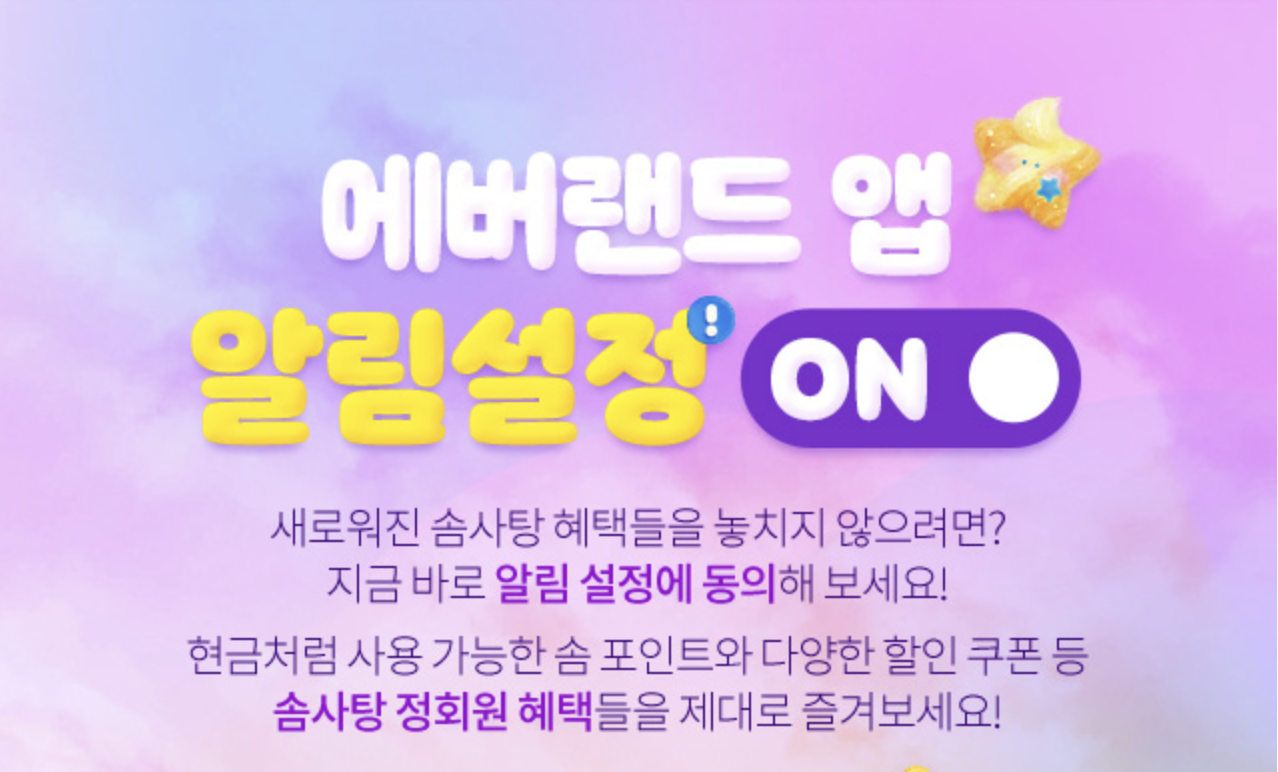 에버랜드 앱
알림설정! ON
새로워진 솜사탕 혜택들을 놓치지 않으려면?
지금 바로 알림 설정에 동의해 보세요!
현금처럼 사용 가능한 솜 포인트와 다양한 할인 쿠폰 등
솜사탕 정회원 혜택들을 제대로 즐겨보세요!